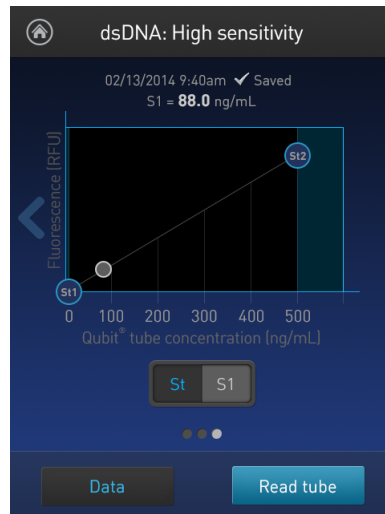 dsDNA: High sensitivity
02/13/2014 9:40am ✓ Saved
S1 = 88.0 ng/mL
Fluorescence (RFU)
St2
St1
0 100 200 300 400 500
Qubit® tube concentration (ng/mL)
St S1
Data Read tube